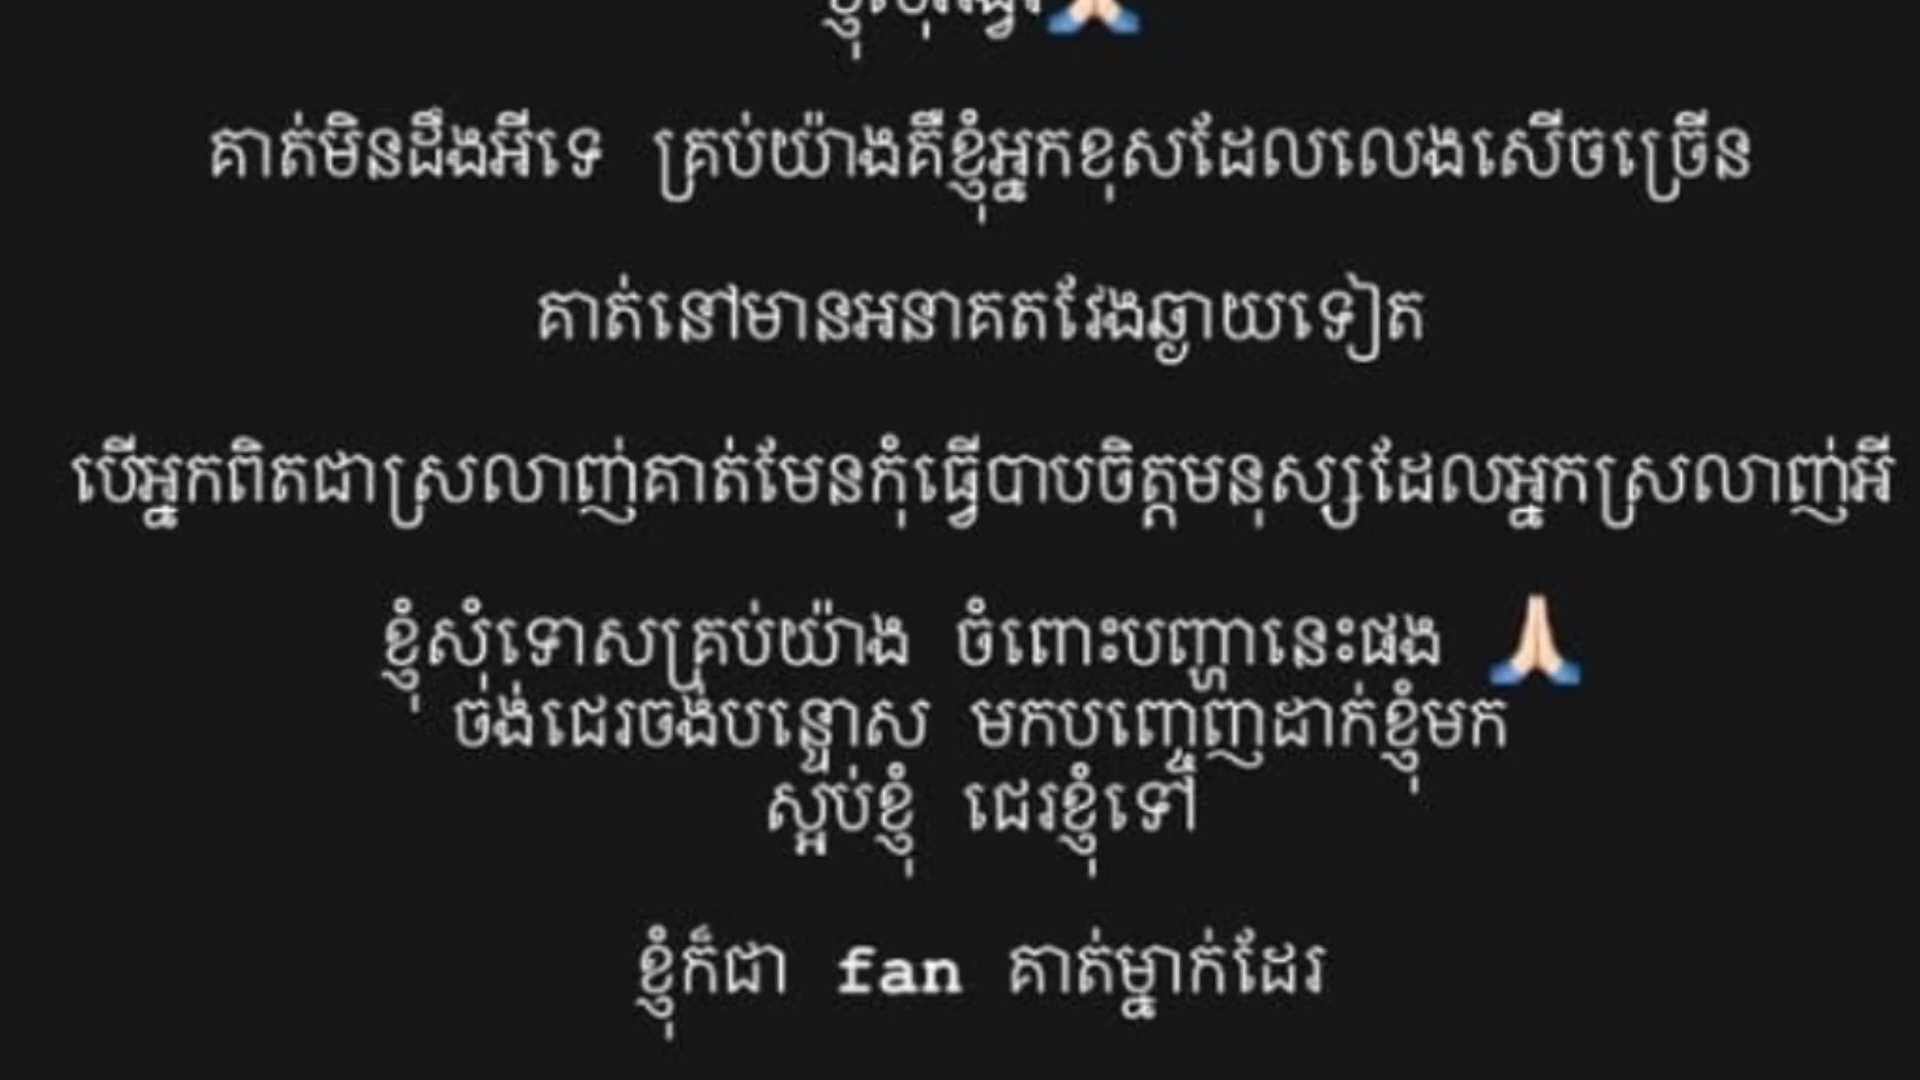 គាត់មិនដឹងអីទេ គ្រប់យ៉ាងគឺខ្ញុំអ្នកខុសដែលលេងសើចច្រើន
គាត់នៅមានអនាគតវែងឆ្ងាយទៀត
បើអ្នកពិតជាស្រលាញ់គាត់មែនកុំធ្វើបាបចិត្តមនុស្សដែលអ្នកស្រលាញ់អី
ខ្ញុំសុំទោសគ្រប់យ៉ាង ចំពោះបញ្ហានេះផង 🙏🏻
ចង់ជេរចង់បន្ទោស មកបញ្ចេញដាក់ខ្ញុំមក
ស្អប់ខ្ញុំ ជេរខ្ញុំទៅ
ខ្ញុំក៏ជា fan គាត់ម្នាក់ដែរ